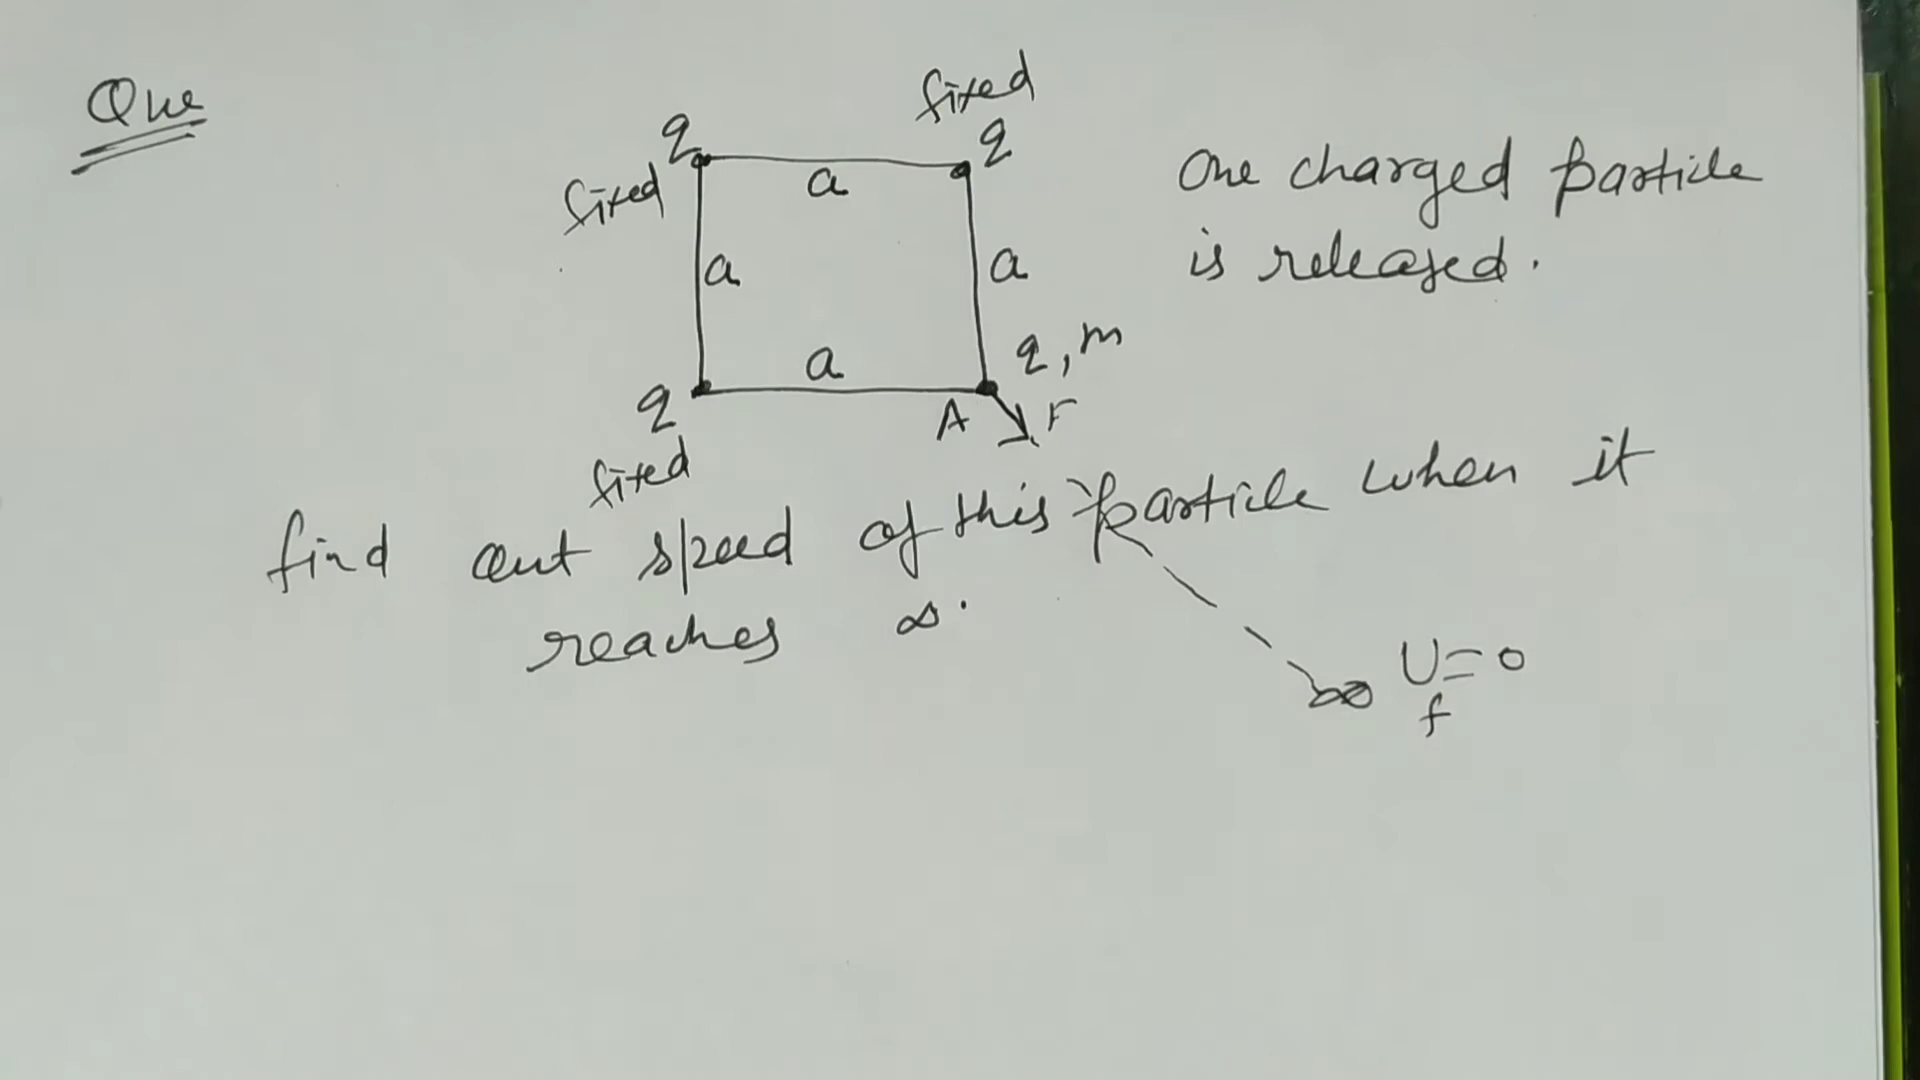 Que
fixed
q
q
fixed
a
One charged particle
is released.
a
a
a
q, m
q
A
F
fixed
find out speed of this particle when it
reaches ∞.
∞ U = 0
f